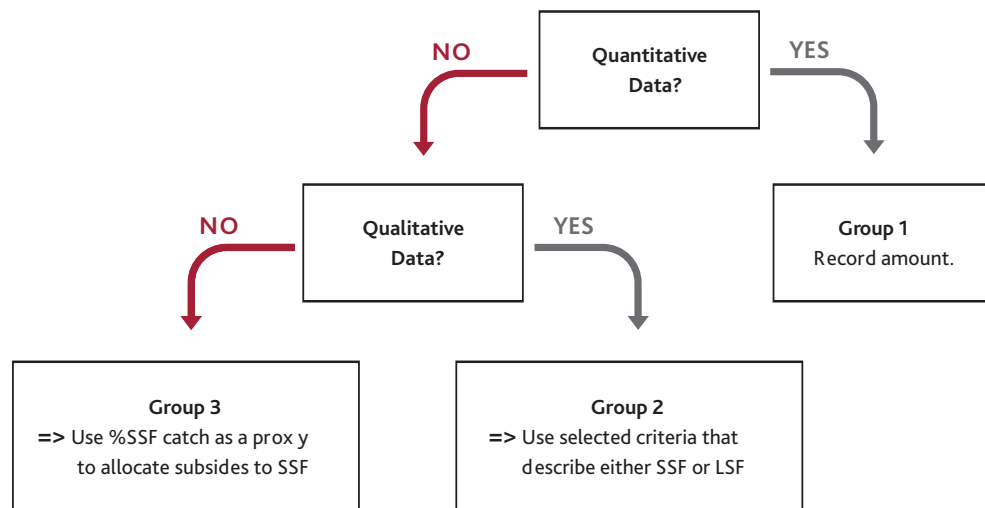 NO
Quantitative
Data?
YES
NO
Qualitative
Data?
YES
Group 1
Record amount.
Group 3
=> Use %SSF catch as a prox y
to allocate subsides to SSF
Group 2
=> Use selected criteria that
describe either SSF or LSF